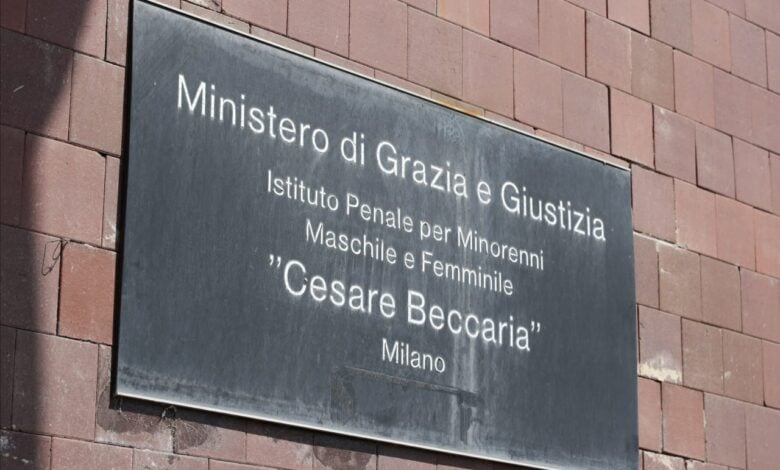 Ministero di Grazia e Giustizia
Istituto Penale per Minorenni
Maschile e Femminile
"Cesare Beccaria"
Milano